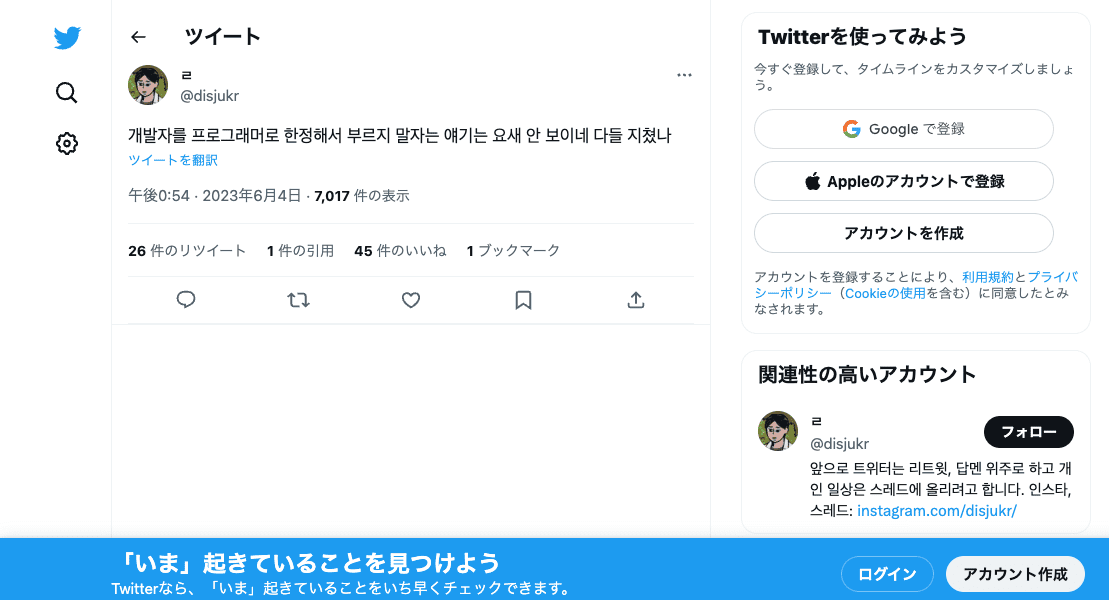 ツイート
ㄹ
@disjukr
개발자를 프로그래머로 한정해서 부르지 말자는 얘기는 요새 안 보이네 다들 지쳤나
ツイートを翻訳
午後0:54 · 2023年6月4日 · 7,017 件の表示
26 件のリツイート 1 件の引用 45 件のいいね 1 ブックマーク
Twitterを使ってみよう
今すぐ登録して、タイムラインをカスタマイズしましょ
う。
Google で登録
Appleのアカウントで登録
アカウントを作成
アカウントを登録することにより、利用規約とプライバ
シーポリシー（Cookieの使用を含む）に同意したとみ
なされます。
関連性の高いアカウント
ㄹ
@disjukr
フォロー
앞으로 트위터는 리트윗, 답멘 위주로 하고 개
인 일상은 스레드에 올리려고 합니다. 인스타,
스레드: instagram.com/disjukr/
「いま」起きていることを見つけよう
Twitterなら、「いま」起きていることをいち早くチェックできます。
ログイン
アカウント作成